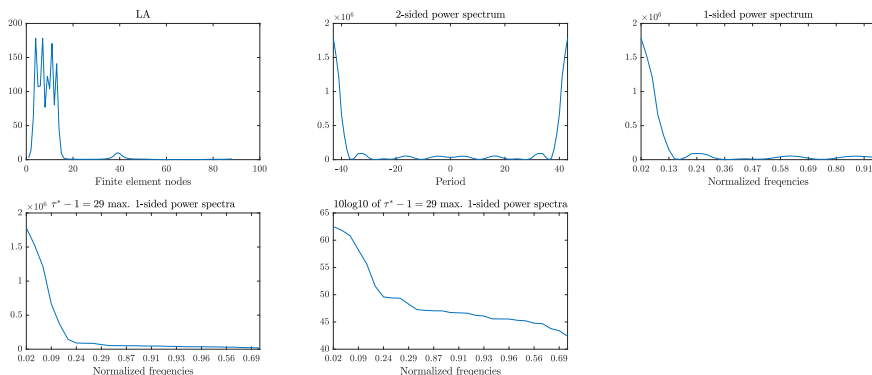 LA
200
150
100
50
0
0 20 40 60 80 100
Finite element nodes
2-sided power spectrum
×10⁶
2
1.5
1
0.5
0
-40 -20 0 20 40
Period
1-sided power spectrum
×10⁶
2
1.5
1
0.5
0
0.02 0.13 0.24 0.36 0.47 0.58 0.69 0.80 0.91
Normalized freqencies
×10⁶ τ* − 1 = 29 max. 1-sided power spectra
2
1.5
1
0.5
0
0.02 0.09 0.24 0.29 0.87 0.91 0.93 0.96 0.56 0.69
Normalized freqencies
10log10 of τ* − 1 = 29 max. 1-sided power spectra
65
60
55
50
45
40
0.02 0.09 0.24 0.29 0.87 0.91 0.93 0.96 0.56 0.69
Normalized freqencies